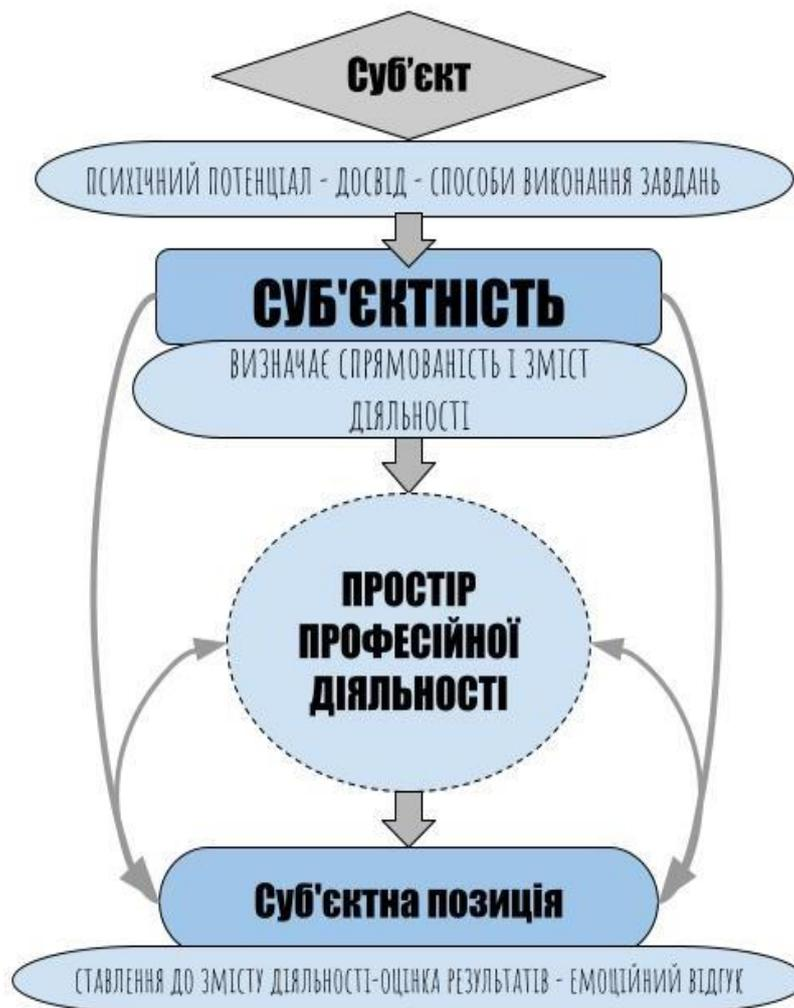 Суб'єкт
ПСИХІЧНИЙ ПОТЕНЦІАЛ - ДОСВІД - СПОСОБИ ВИКОНАННЯ ЗАВДАНЬ
СУБ'ЄКТНІСТЬ
ВИЗНАЧАЄ СПРЯМОВАНІСТЬ І ЗМІСТ
ДІЯЛЬНОСТІ
ПРОСТІР
ПРОФЕСІЙНОЇ
ДІЯЛЬНОСТІ
Суб'єктна позиція
СТАВЛЕННЯ ДО ЗМІСТУ ДІЯЛЬНОСТІ-ОЦІНКА РЕЗУЛЬТАТІВ - ЕМОЦІЙНИЙ ВІДГУК